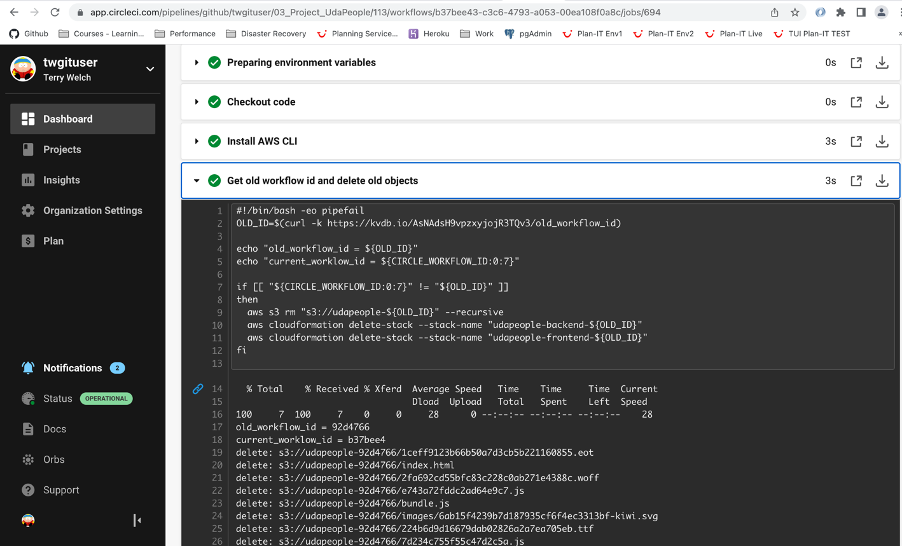 app.circleci.com/pipelines/github/twgituser/03_Project_UdaPeople/113/workflows/b37bee43-c3c6-4793-a053-00ea108f0a8c/jobs/694
Github Courses - Learnin... Performance Disaster Recovery Planning Service... Heroku Work pgAdmin Plan-IT Env1 Plan-IT Env2 Plan-IT Live TUI Plan-IT TEST
twgituser
Terry Welch
Dashboard
Projects
Insights
Organization Settings
Plan
Notifications 2
Status OPERATIONAL
Docs
Orbs
Support
Preparing environment variables 0s
Checkout code 0s
Install AWS CLI 3s
Get old workflow id and delete old objects 3s
1 #!/bin/bash -eo pipefail
2 OLD_ID=$(curl -k https://kvdb.io/AsNAdsH9vpzxyjojR3TQv3/old_workflow_id)
3
4 echo "old_workflow_id = ${OLD_ID}"
5 echo "current_worklow_id = ${CIRCLE_WORKFLOW_ID:0:7}"
6
7 if [[ "${CIRCLE_WORKFLOW_ID:0:7}" != "${OLD_ID}" ]]
8 then
9 aws s3 rm "s3://udapeople-${OLD_ID}" --recursive
10 aws cloudformation delete-stack --stack-name "udapeople-backend-${OLD_ID}"
11 aws cloudformation delete-stack --stack-name "udapeople-frontend-${OLD_ID}"
12 fi
13
14 % Total % Received % Xferd Average Speed Time Time Time Current
15 Dload Upload Total Spent Left Speed
16 100 7 100 7 0 0 28 0 --:--:-- --:--:-- --:--:-- 28
17 old_workflow_id = 92d4766
18 current_worklow_id = b37bee4
19 delete: s3://udapeople-92d4766/1ceff9123b66b50a7d3cb5b221160855.eot
20 delete: s3://udapeople-92d4766/index.html
21 delete: s3://udapeople-92d4766/2fa692cd55bfc83c228c0ab271e4388c.woff
22 delete: s3://udapeople-92d4766/e743a72fddc2ad64e9c7.js
23 delete: s3://udapeople-92d4766/bundle.js
24 delete: s3://udapeople-92d4766/images/6ab15f4239b7d187935cf6f4ec3313bf-kiwi.svg
25 delete: s3://udapeople-92d4766/224b6d9d16679dab02826a2a7ea705eb.ttf
26 delete: s3://udapeople-92d4766/7d234c755f55c47d2c5a.js